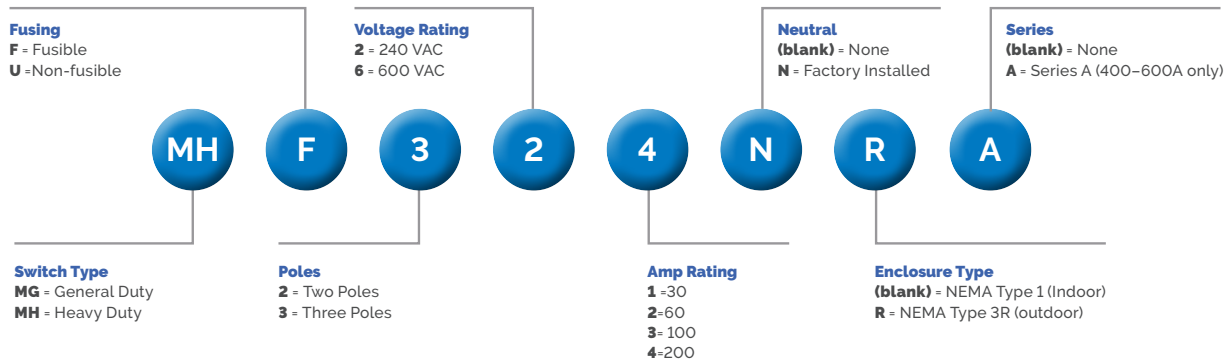 Fusing
F = Fusible
U =Non-fusible
Voltage Rating
2 = 240 VAC
6 = 600 VAC
Neutral
(blank) = None
N = Factory Installed
Series
(blank) = None
A = Series A (400–600A only)
MH F 3 2 4 N R A
Switch Type
MG = General Duty
MH = Heavy Duty
Poles
2 = Two Poles
3 = Three Poles
Amp Rating
1 =30
2=60
3= 100
4=200
Enclosure Type
(blank) = NEMA Type 1 (Indoor)
R = NEMA Type 3R (outdoor)